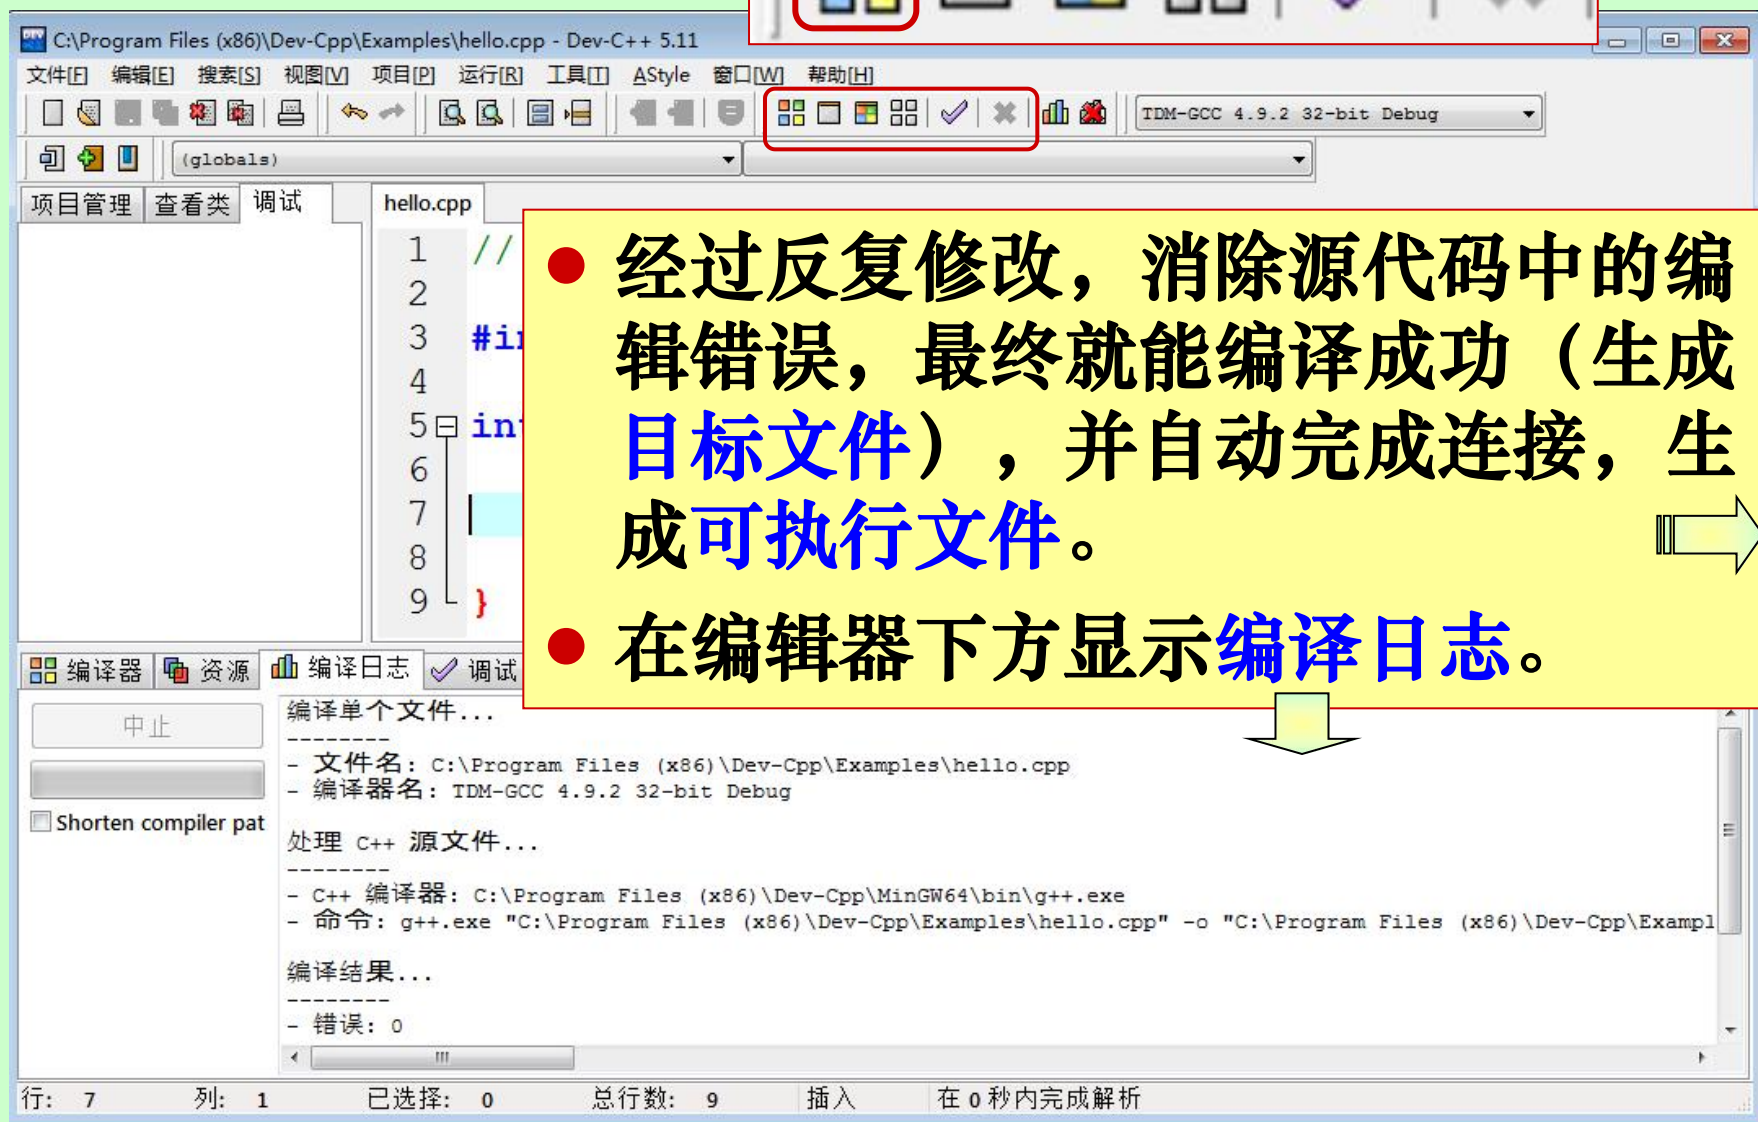 C:\Program Files (x86)\Dev-Cpp\Examples\hello.cpp - Dev-C++ 5.11
文件[F] 编辑[E] 搜索[S] 视图[V] 项目[P] 运行[R] 工具[T] AStyle 窗口[W] 帮助[H]
TDM-GCC 4.9.2 32-bit Debug
(globals)
项目管理 查看类 调试 hello.cpp
1 //
2
3 #i
4
5 in
6
7
8
9 }
● 经过反复修改，消除源代码中的编
辑错误，最终就能编译成功（生成
目标文件），并自动完成连接，生
成可执行文件。
● 在编辑器下方显示编译日志。
编译器 资源 编译日志 调试
中止
Shorten compiler pat
编译单个文件...
--------
- 文件名: C:\Program Files (x86)\Dev-Cpp\Examples\hello.cpp
- 编译器名: TDM-GCC 4.9.2 32-bit Debug
处理 C++ 源文件...
--------
- C++ 编译器: C:\Program Files (x86)\Dev-Cpp\MinGW64\bin\g++.exe
- 命令: g++.exe "C:\Program Files (x86)\Dev-Cpp\Examples\hello.cpp" -o "C:\Program Files (x86)\Dev-Cpp\Exampl
编译结果...
--------
- 错误: 0
行: 7 列: 1 已选择: 0 总行数: 9 插入 在 0 秒内完成解析